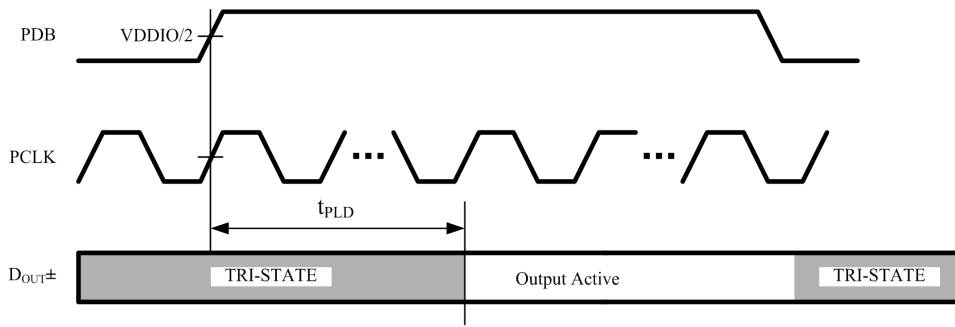 PDB
VDDIO/2
PCLK
...
...
tPLD
DOUT±
TRI-STATE
Output Active
TRI-STATE